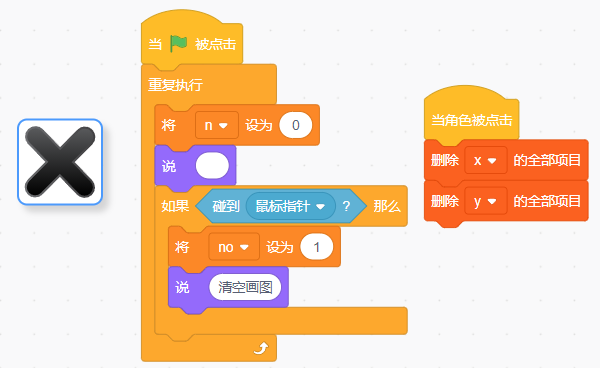 当 被点击
重复执行
将 n 设为 0
说
如果 碰到 鼠标指针 ? 那么
将 no 设为 1
说 清空画图
当角色被点击
删除 x 的全部项目
删除 y 的全部项目